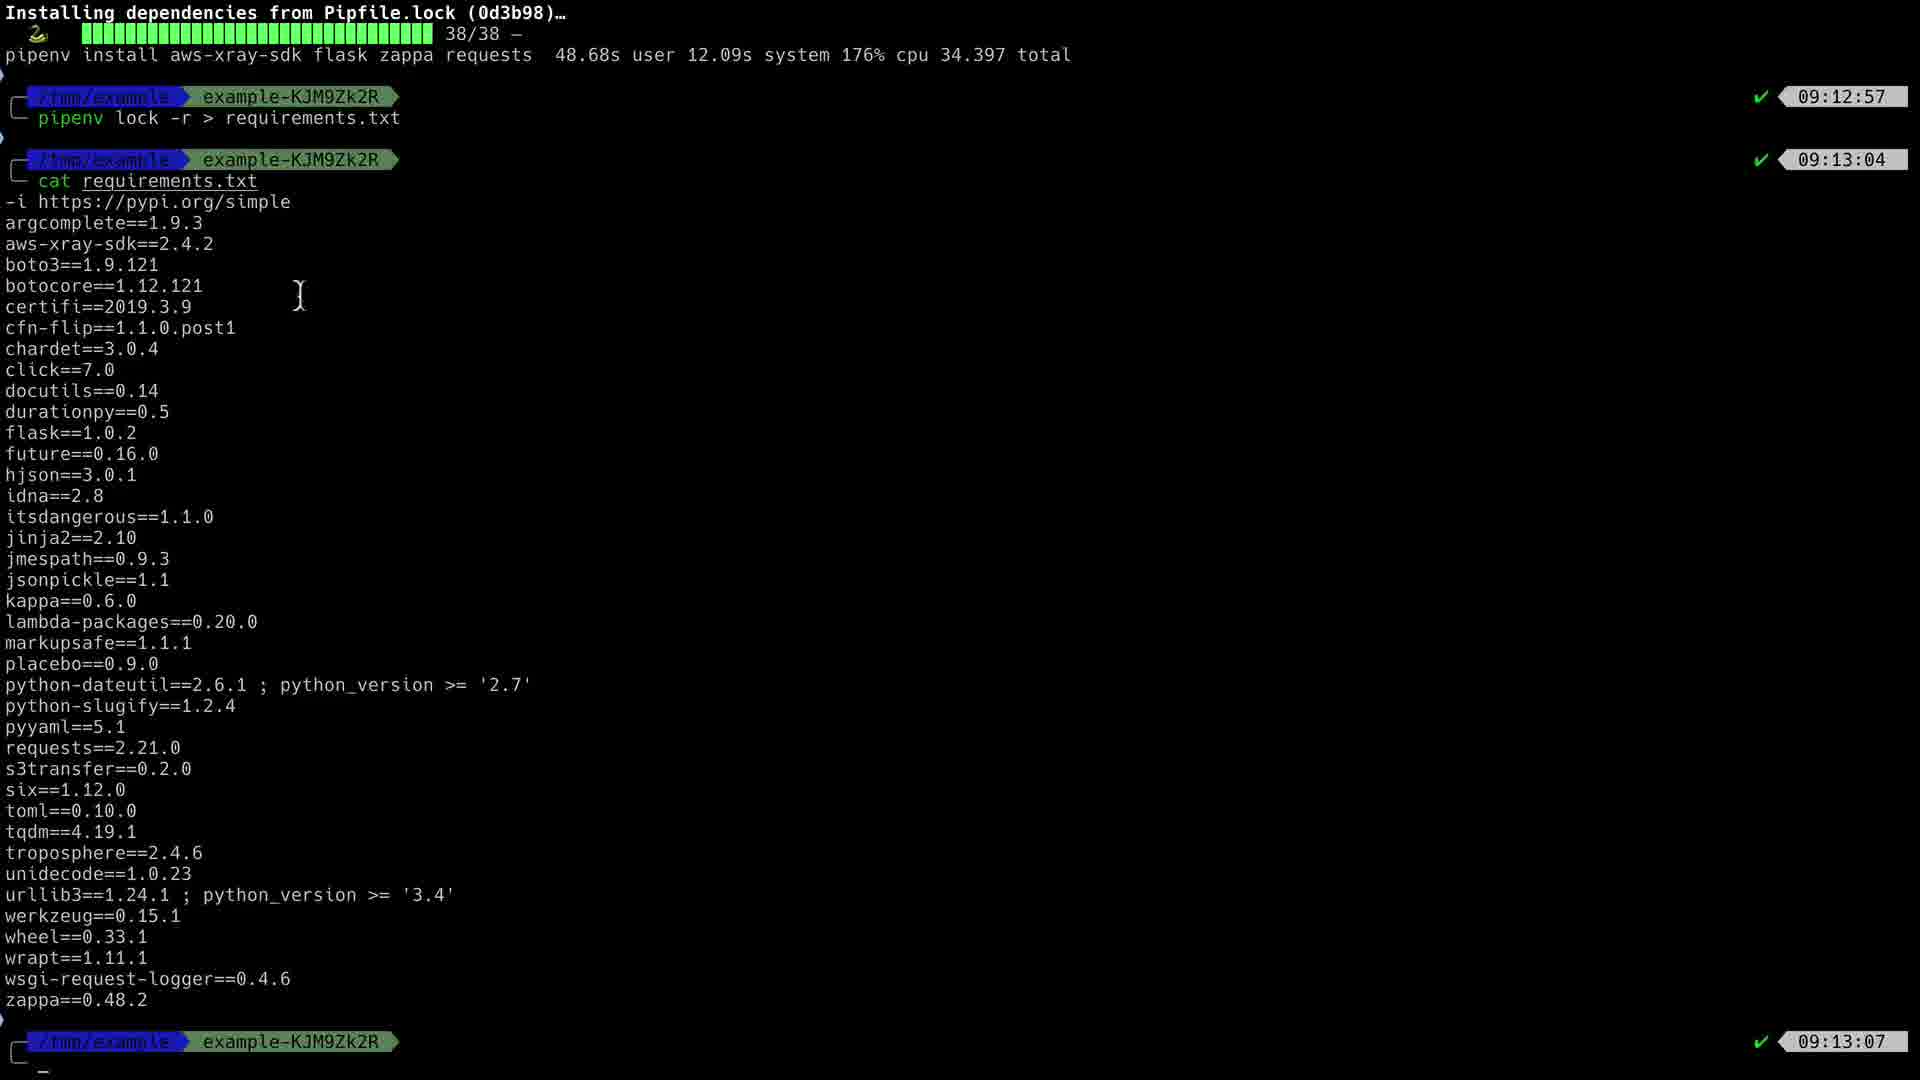 Installing dependencies from Pipfile.lock (0d3b98)…
38/38 —
pipenv install aws-xray-sdk flask zappa requests  48.68s user 12.09s system 176% cpu 34.397 total
/tmp/example example-KJM9Zk2R ✔ 09:12:57
pipenv lock -r > requirements.txt
/tmp/example example-KJM9Zk2R ✔ 09:13:04
cat requirements.txt
-i https://pypi.org/simple
argcomplete==1.9.3
aws-xray-sdk==2.4.2
boto3==1.9.121
botocore==1.12.121
certifi==2019.3.9
cfn-flip==1.1.0.post1
chardet==3.0.4
click==7.0
docutils==0.14
durationpy==0.5
flask==1.0.2
future==0.16.0
hjson==3.0.1
idna==2.8
itsdangerous==1.1.0
jinja2==2.10
jmespath==0.9.3
jsonpickle==1.1
kappa==0.6.0
lambda-packages==0.20.0
markupsafe==1.1.1
placebo==0.9.0
python-dateutil==2.6.1 ; python_version >= '2.7'
python-slugify==1.2.4
pyyaml==5.1
requests==2.21.0
s3transfer==0.2.0
six==1.12.0
toml==0.10.0
tqdm==4.19.1
troposphere==2.4.6
unidecode==1.0.23
urllib3==1.24.1 ; python_version >= '3.4'
werkzeug==0.15.1
wheel==0.33.1
wrapt==1.11.1
wsgi-request-logger==0.4.6
zappa==0.48.2
/tmp/example example-KJM9Zk2R ✔ 09:13:07